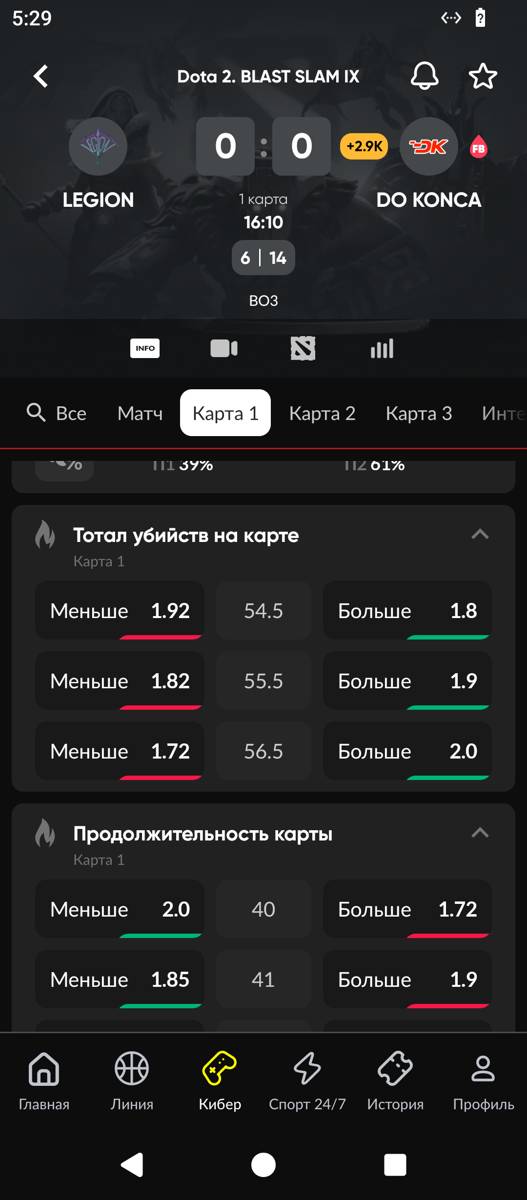 5:29
Dota 2. BLAST SLAM IX
0 : 0
+2.9K
DK
FB
LEGION
DO KONCA
1 карта
16:10
6 | 14
BO3
INFO
Все Матч Карта 1 Карта 2 Карта 3 Инте
% П1 39% П2 61%
Тотал убийств на карте
Карта 1
Меньше 1.92 54.5 Больше 1.8
Меньше 1.82 55.5 Больше 1.9
Меньше 1.72 56.5 Больше 2.0
Продолжительность карты
Карта 1
Меньше 2.0 40 Больше 1.72
Меньше 1.85 41 Больше 1.9
Главная Линия Кибер Спорт 24/7 История Профиль